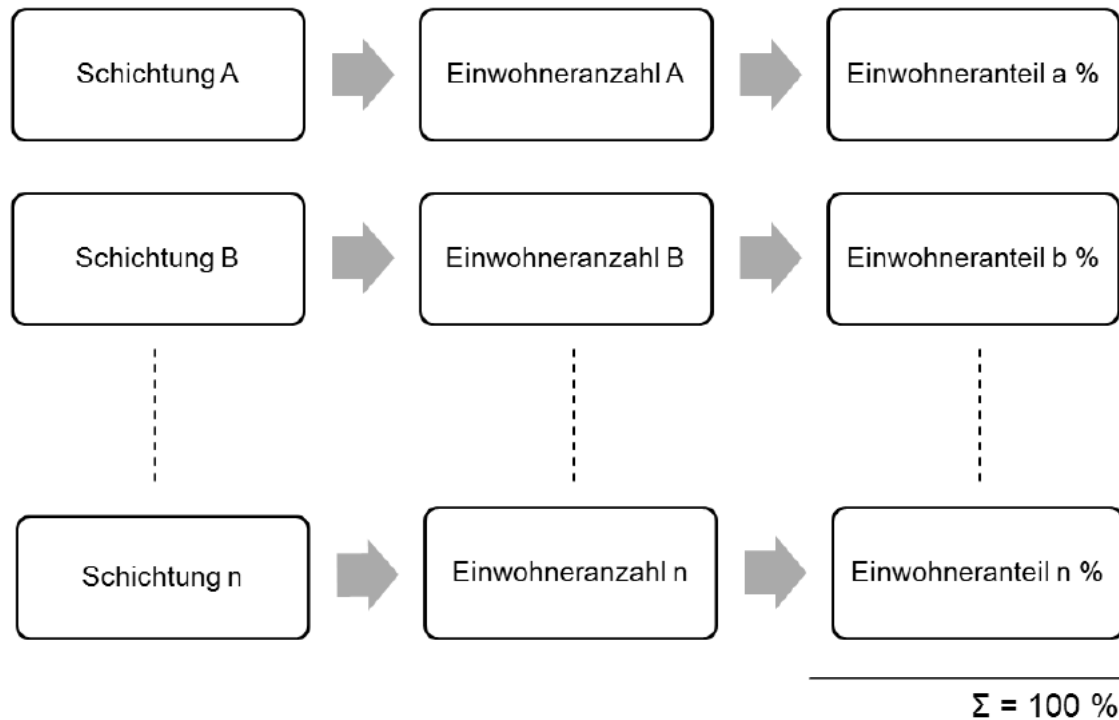 Schichtung A
Einwohneranzahl A
Einwohneranteil a %
Schichtung B
Einwohneranzahl B
Einwohneranteil b %
Schichtung n
Einwohneranzahl n
Einwohneranteil n %
Σ = 100 %